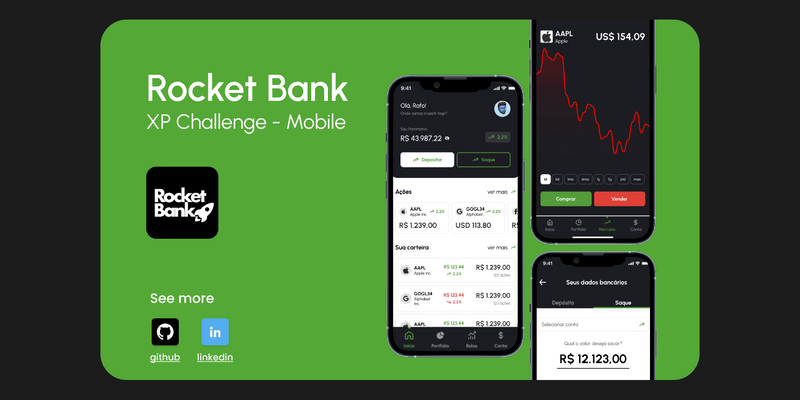 Rocket Bank
XP Challenge - Mobile
Rocket
Bank
See more
github
in
linkedin
9:41
Olá, Rafo!
Onde vamos investir hoje?
Seu Patrimônio
R$ 43.987,22
2.2%
Depositar
Saque
Ações
ver mais
AAPL
Apple Inc
2.2%
R$ 1.239,00
GOGL34
Alphabet
2.2%
USD 113.80
Sua carteira
ver mais
AAPL
Apple Inc
R$ 123,44
2.2%
R$ 1.239,00
123 ações
GOGL34
Alphabet
Inc
R$ 123,44
2.2%
R$ 1.239,00
123 ações
AAPL
R$ 123,44
R$ 1.239,00
Início
Portfólio
Bolsa
Conta
AAPL
Apple
US$ 154.09
1d
5d
1mo
6mo
1y
5y
ytd
max
Comprar
Vender
Início
Portfólio
Mercado
Conta
9:41
Seus dados bancários
Depósito
Saque
Selecionar conta
Qual o valor deseja sacar?
R$ 12.123,00